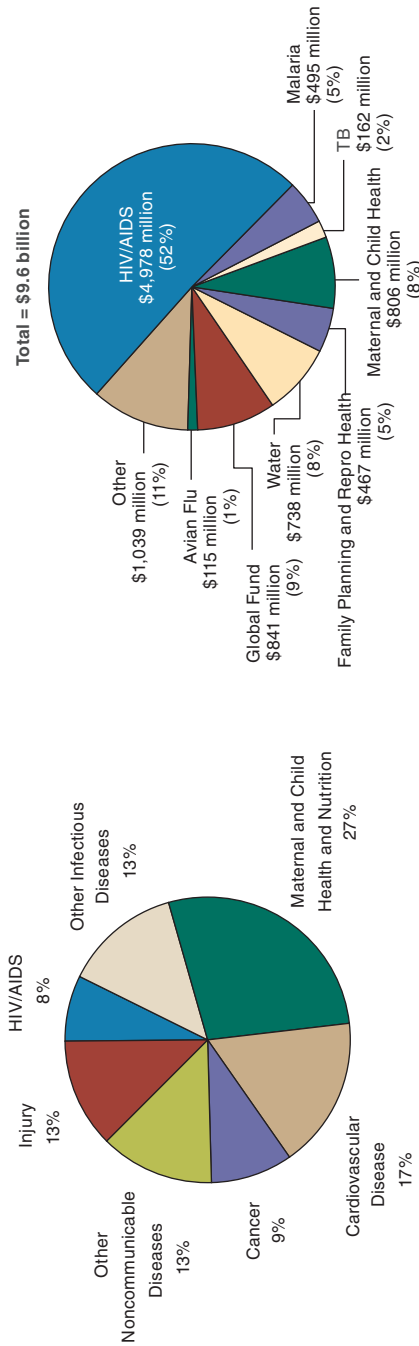 HIV/AIDS
8%
Other Infectious
Diseases
13%
Maternal and Child
Health and Nutrition
27%
Cardiovascular
Disease
17%
Cancer
9%
Other
Noncommunicable
Diseases
13%
Injury
13%
Total = $9.6 billion
HIV/AIDS
$4,978 million
(52%)
Malaria
$495 million
(5%)
TB
$162 million
(2%)
Maternal and Child Health
$806 million
(8%)
Family Planning and Repro Health
$467 million
(5%)
Water
$738 million
(8%)
Global Fund
$841 million
(9%)
Avian Flu
$115 million
(1%)
Other
$1,039 million
(11%)